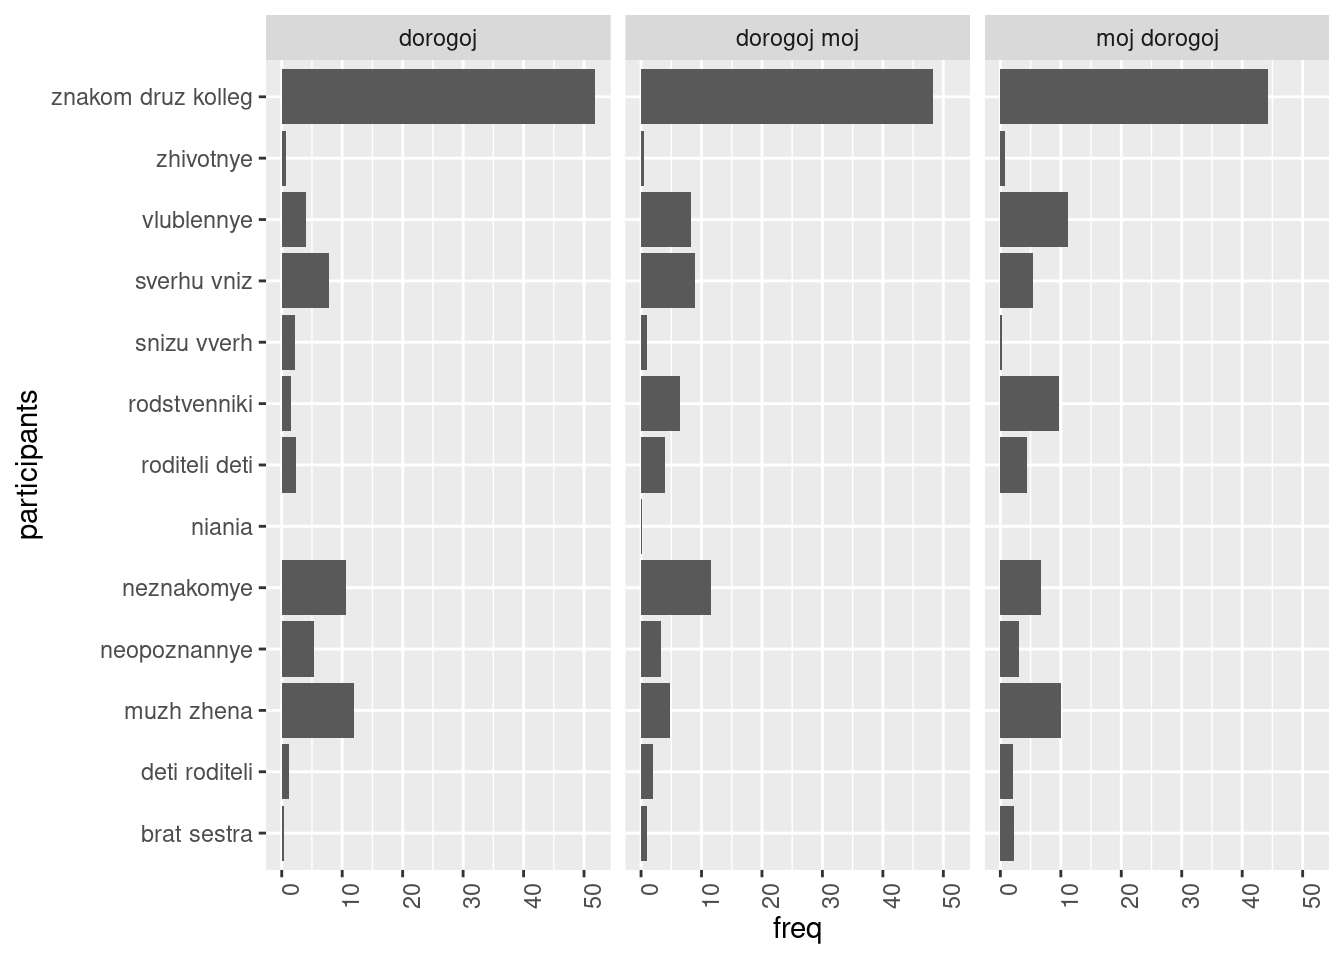 dorogoj
dorogoj moj
moj dorogoj
znakom druz kolleg
zhivotnye
vlublennye
sverhu vniz
snizu vverh
rodstvenniki
roditeli deti
niania
neznakomye
neopoznannye
muzh zhena
deti roditeli
brat sestra
participants
0 10 20 30 40 50
0 10 20 30 40 50
0 10 20 30 40 50
freq